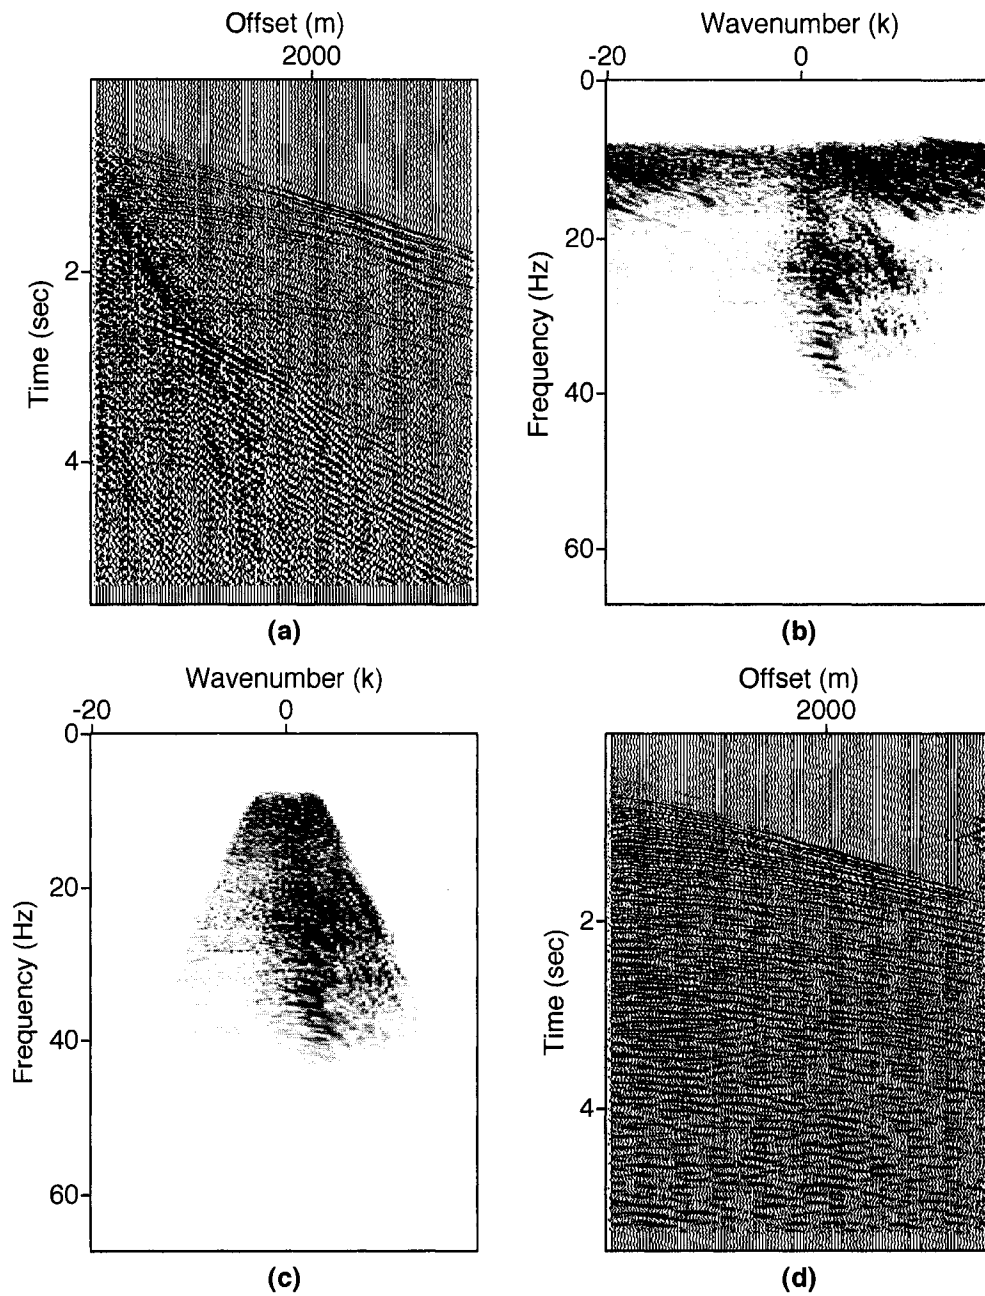 Offset (m)
2000
Time (sec)
2
4
(a)
Wavenumber (k)
-20 0
0
20
40
60
Frequency (Hz)
(b)
Wavenumber (k)
-20 0
0
20
40
60
Frequency (Hz)
(c)
Offset (m)
2000
Time (sec)
2
4
(d)